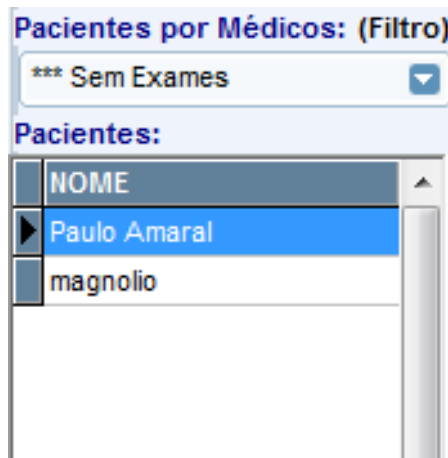 Pacientes por Médicos: (Filtro)
*** Sem Exames
Pacientes:
NOME
Paulo Amaral
magnolio